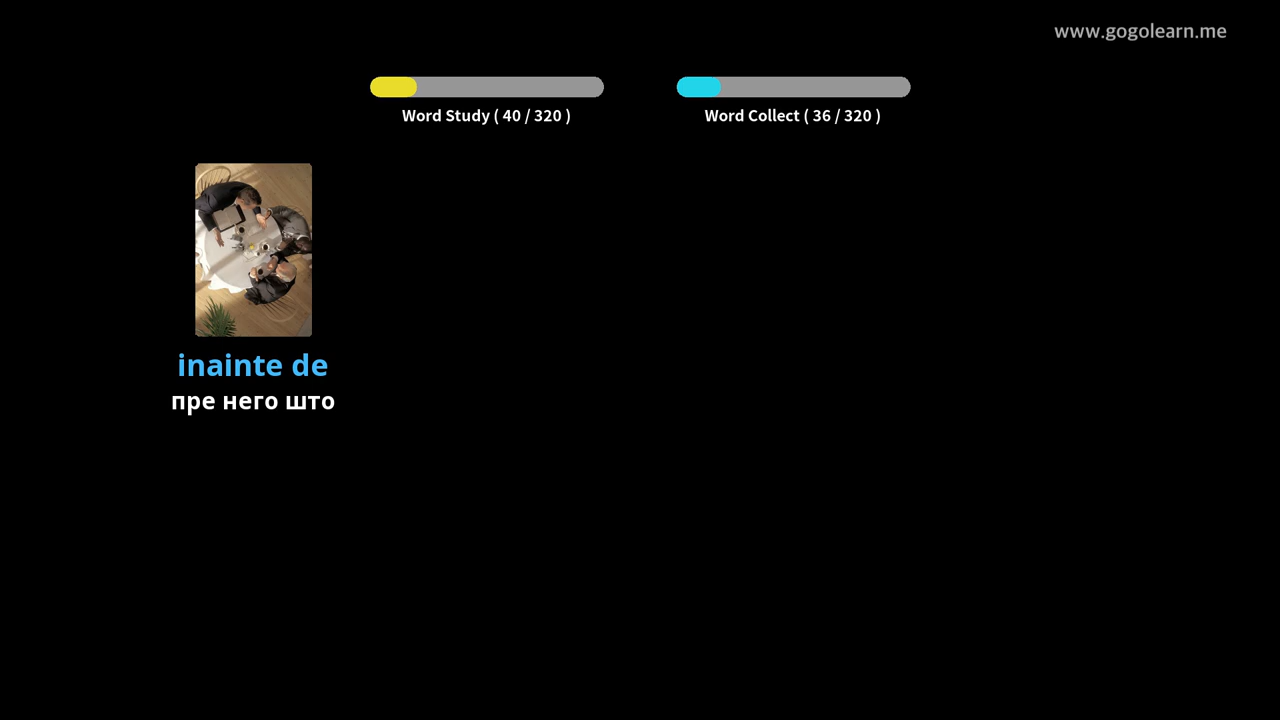 www.gogolearn.me
Word Study ( 40 / 320 )
Word Collect ( 36 / 320 )
inainte de
пре него што